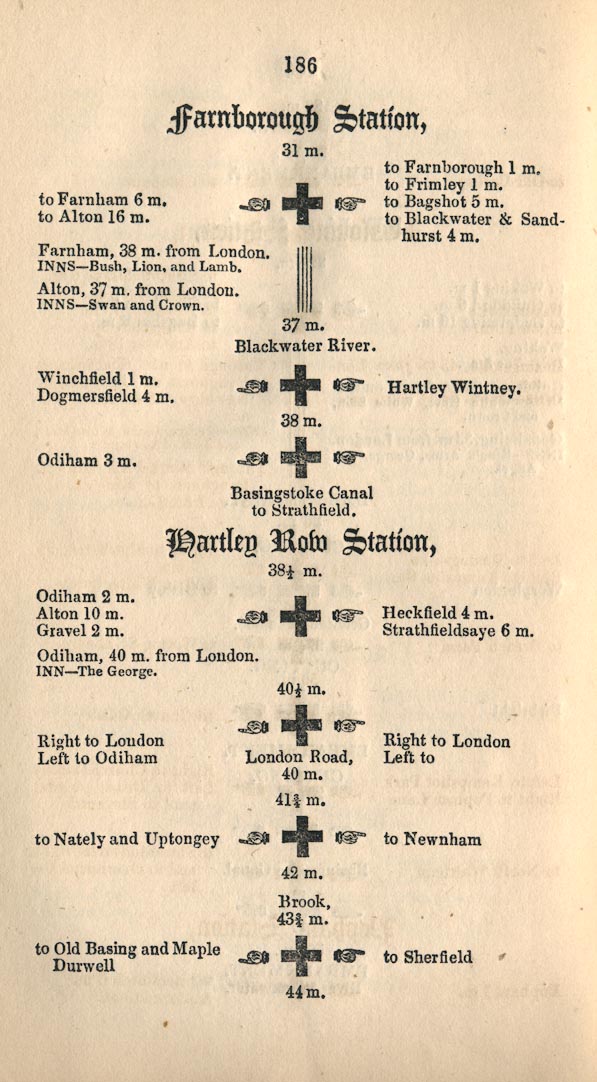 186
Farnborough Station,
31 m.
to Farnham 6 m.
to Alton 16 m.
to Farnborough 1 m.
to Frimley 1 m.
to Bagshot 5 m.
to Blackwater & Sand-
hurst 4 m.
Farnham, 38 m. from London.
INNS—Bush, Lion, and Lamb.
Alton, 37 m. from London.
INNS—Swan and Crown.
37 m.
Blackwater River.
Winchfield 1 m.
Dogmersfield 4 m.
Hartley Wintney.
38 m.
Odiham 3 m.
Basingstoke Canal
to Strathfield.
Hartley Row Station,
38½ m.
Odiham 2 m.
Alton 10 m.
Gravel 2 m.
Heckfield 4 m.
Strathfieldsaye 6 m.
Odiham, 40 m. from London.
INN—The George.
40½ m.
Right to London
Left to Odiham
London Road,
40 m.
Right to London
Left to
41¾ m.
to Nately and Uptongey
to Newnham
42 m.
Brook,
43¾ m.
to Old Basing and Maple
Durwell
to Sherfield
44 m.